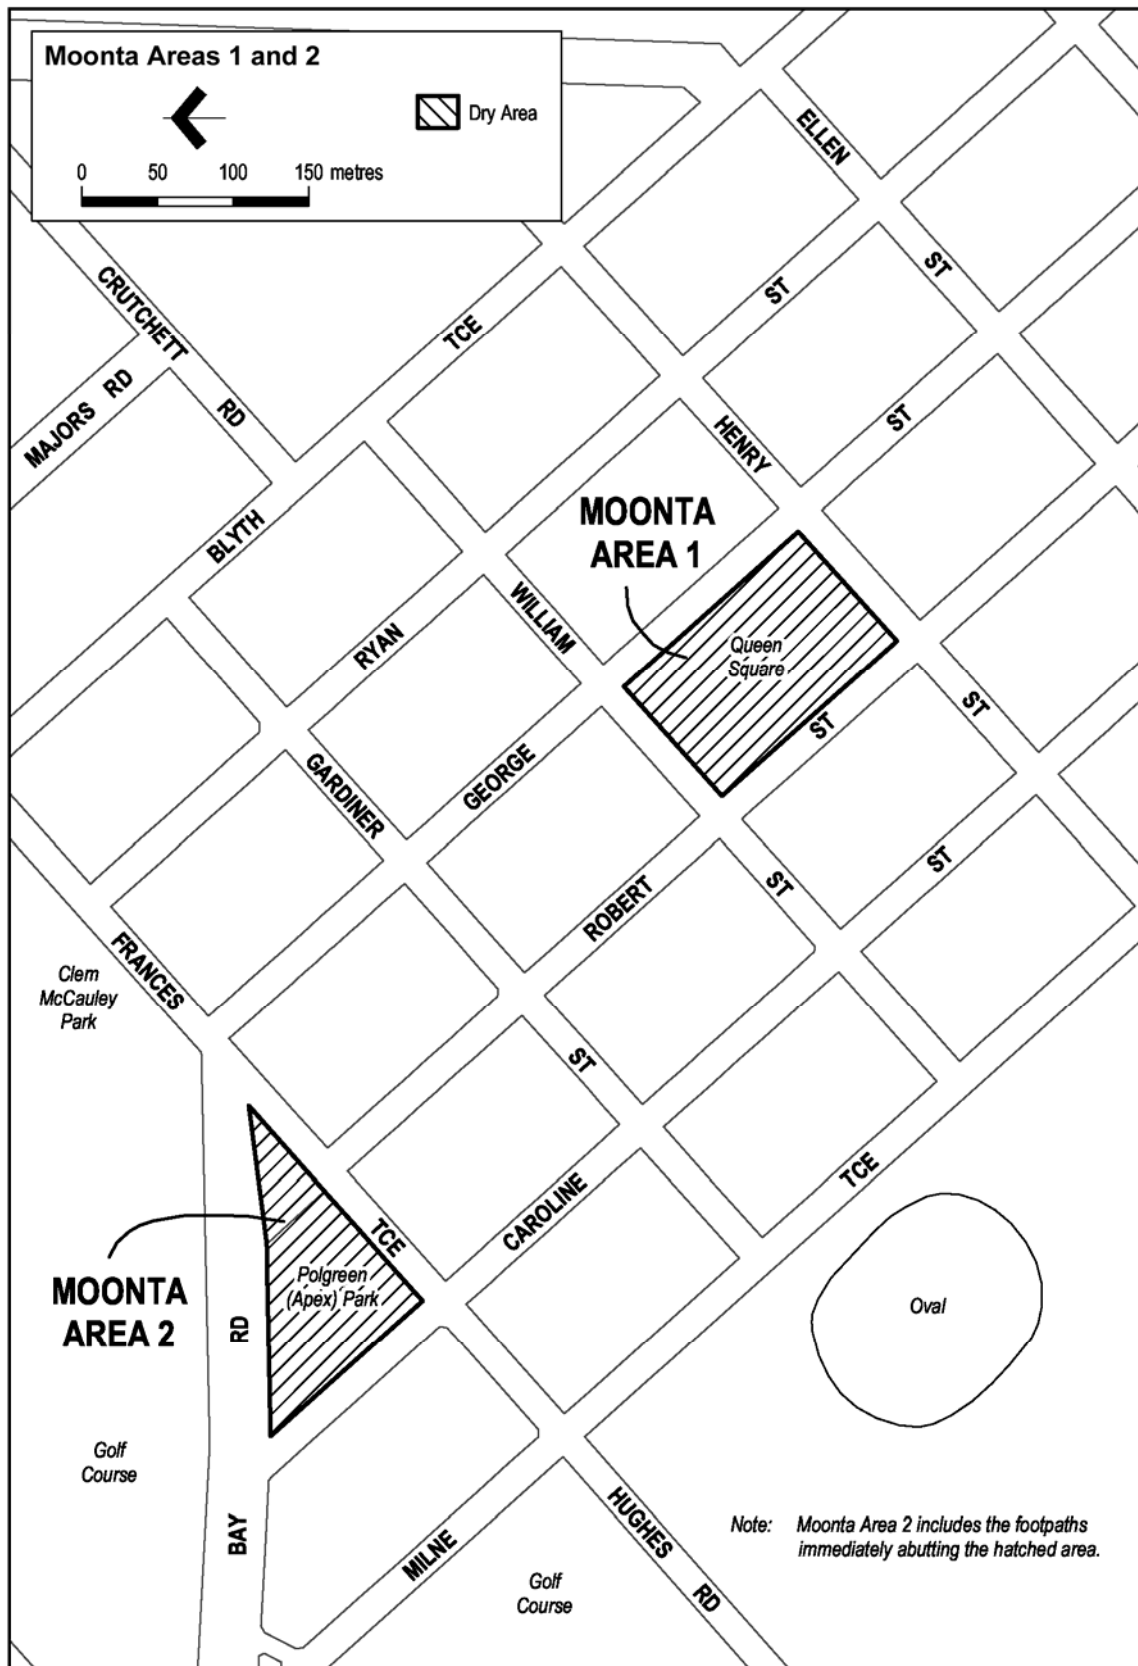 Moonta Areas 1 and 2
Dry Area
0 50 100 150 metres
ELLEN
ST
ST
CRUTCHETT
RD
TCE
MAJORS RD
ST
HENRY
MOONTA
AREA 1
BLYTH
WILLIAM
RYAN
Queen
Square
ST
ST
GEORGE
GARDINER
ST
ST
ROBERT
FRANCES
Clem
McCauley
Park
ST
TCE
CAROLINE
TCE
MOONTA
AREA 2
Polgreen
(Apex) Park
RD
Oval
Golf
Course
BAY
MILNE
HUGHES
RD
Note: Moonta Area 2 includes the footpaths
immediately abutting the hatched area.
Golf
Course